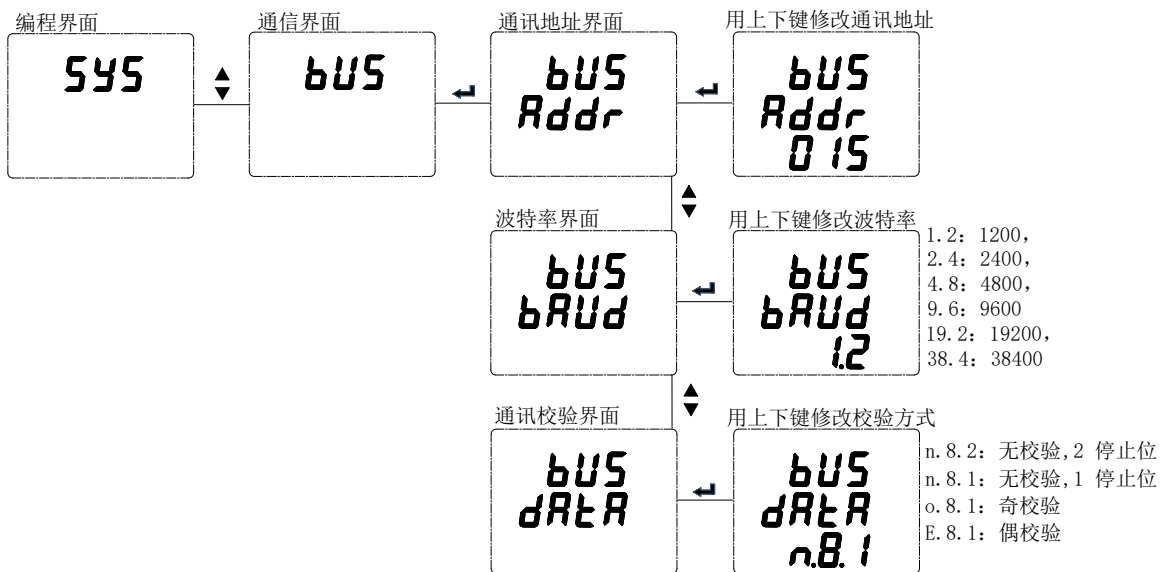 编程界面
SYS
通信界面
bUS
通讯地址界面
bUS
Addr
用上下键修改通讯地址
bUS
Addr
015
波特率界面
bUS
bAUd
用上下键修改波特率
bUS
bAUd
1.2
1.2: 1200,
2.4: 2400,
4.8: 4800,
9.6: 9600
19.2: 19200,
38.4: 38400
通讯校验界面
bUS
dAtA
用上下键修改校验方式
bUS
dAtA
n.8.1
n.8.2: 无校验,2 停止位
n.8.1: 无校验,1 停止位
o.8.1: 奇校验
E.8.1: 偶校验